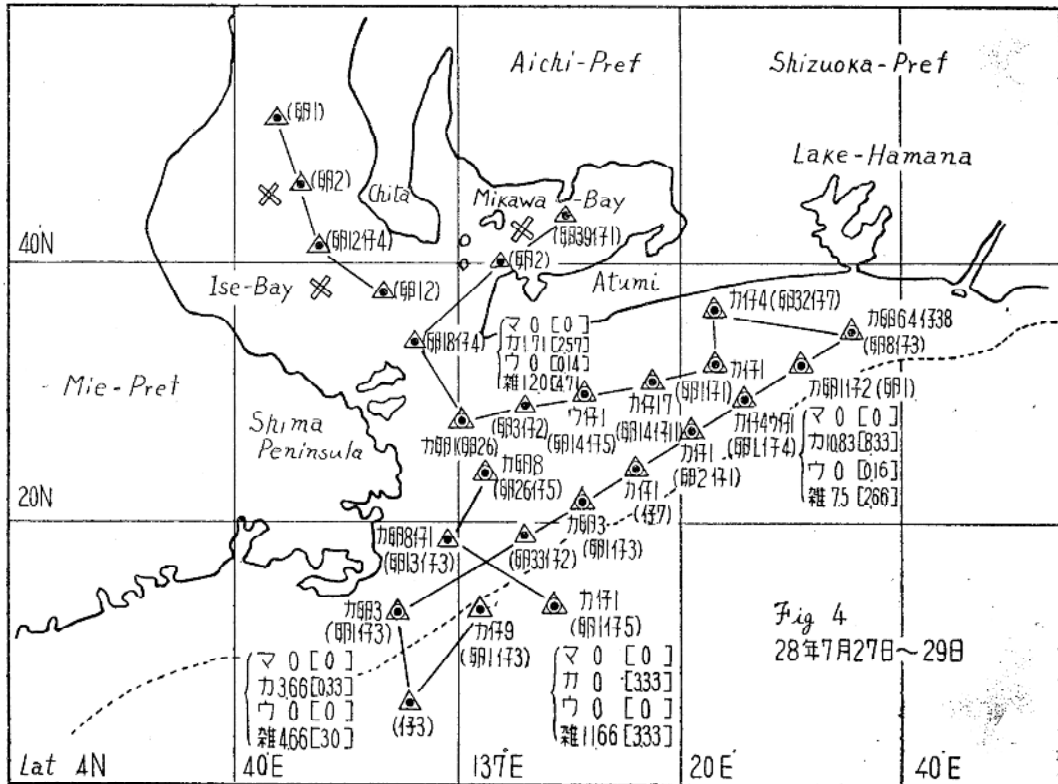 Aichi-Pref
Shizuoka-Pref
(卵1)
Lake-Hamana
(卵2)
Chita
Mikawa-Bay
(卵39仔1)
(卵12仔4)
40N
(卵2)
Ise-Bay
(卵12)
Atumi
カ仔4(卵32仔7)
カ卵64仔38
(卵8仔3)
(卵18仔4)
マ 0 [0]
カ 1.71 [2.57]
ウ 0 [0.14]
雑 12.0 [4.71]
Mie-Pref
カ仔1
(卵1仔1)
カ卵1仔2(卵1)
カ仔17
(卵14仔11)
ウ仔1
(卵14仔5)
(卵3仔2)
カ仔4ウ仔1
(卵1仔4)
Shima
Peninsula
カ卵1(卵26)
カ仔1
(卵2仔1)
マ 0 [0]
カ 10.83 [8.33]
ウ 0 [0.16]
雑 7.5 [2.66]
カ卵8
(卵26仔5)
カ仔1
(仔7)
20N
カ卵3
(卵1仔3)
カ卵8仔1
(卵13仔3)
(卵33仔2)
カ卵3
(卵1仔3)
カ仔9
(卵1仔3)
カ仔1
(卵1仔5)
Fig 4
28年7月27日~29日
マ 0 [0]
カ 3.66 [0.33]
ウ 0 [0]
雑 4.66 [3.0]
マ 0 [0]
カ 0 [3.33]
ウ 0 [0]
雑 11.66 [3.33]
(仔3)
Lat 4N
40'E
137°E
20'E
40'E